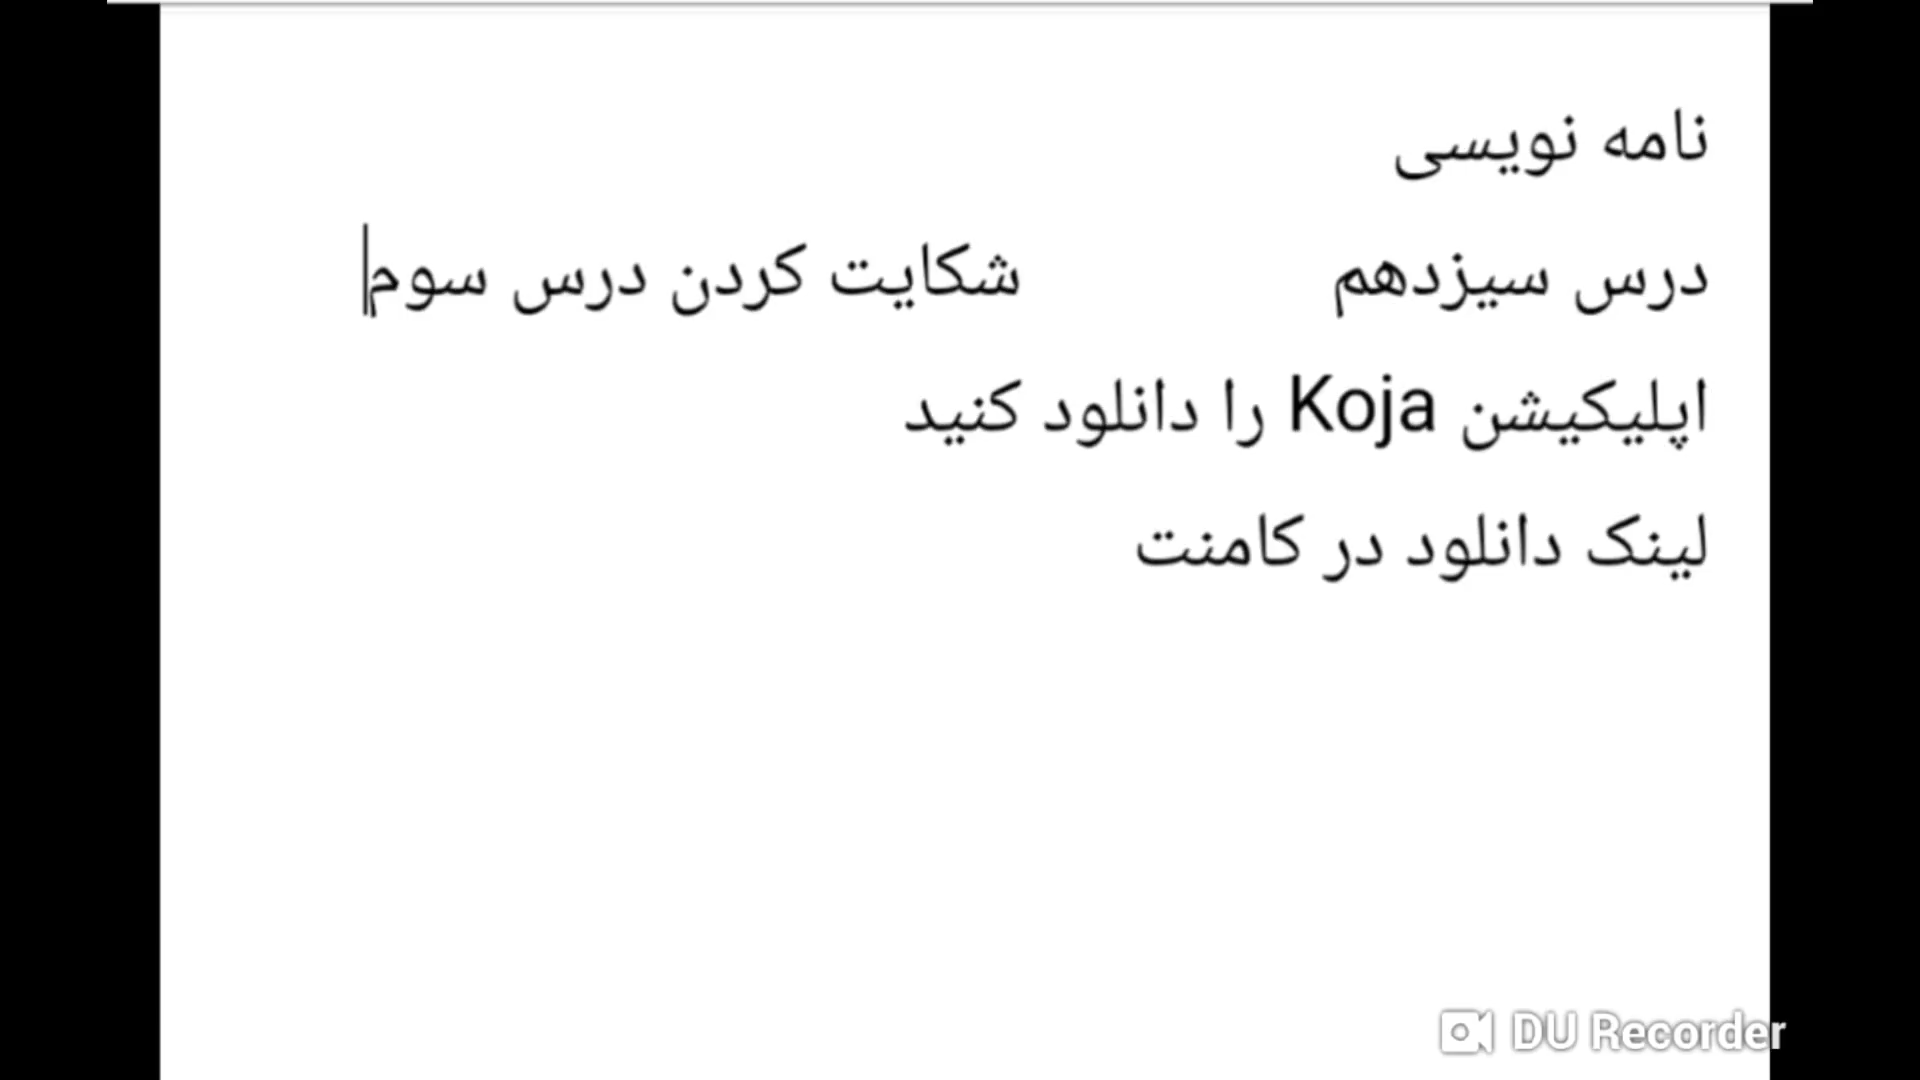 نامه نویسی
درس سیزدهم شکایت کردن درس سوم
اپلیکیشن Koja را دانلود کنید
لینک دانلود در کامنت
DU Recorder